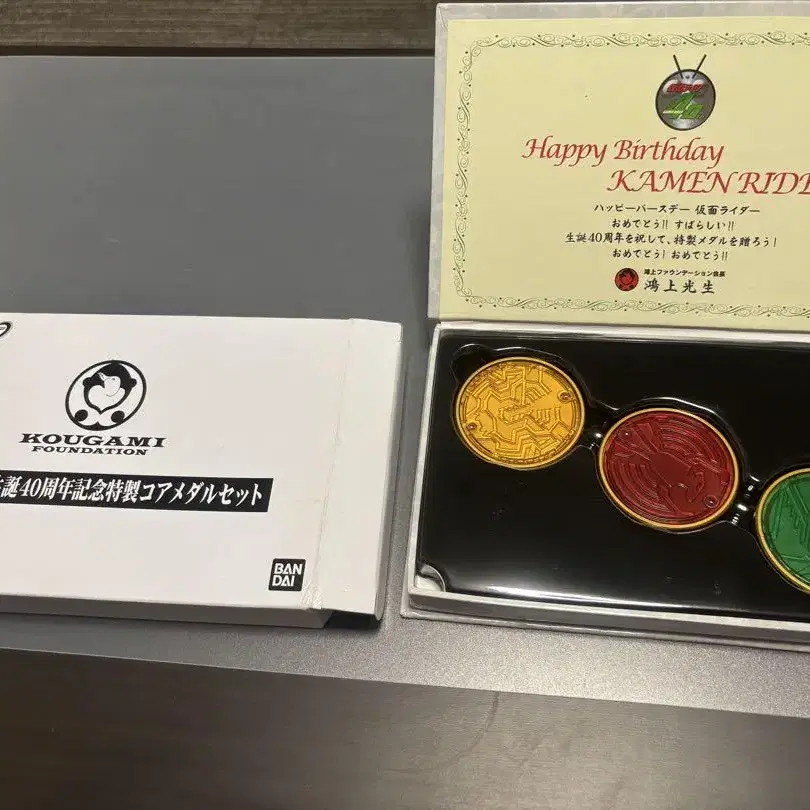 KOUGAMI
FOUNDATION
誕40周年記念特製コアメダルセット
BAN
DAI
Happy Birthday
KAMEN RIDE
ハッピーバースデー 仮面ライダー
おめでとう!! すばらしい!!
生誕40周年を祝して、特製メダルを贈ろう!
おめでとう! おめでとう!!
鴻上ファウンデーション会長
鴻上光生